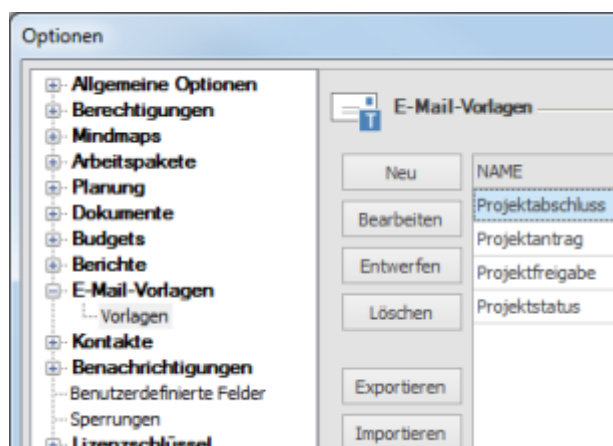 Optionen
Allgemeine Optionen
Berechtigungen
Mindmaps
Arbeitspakete
Planung
Dokumente
Budgets
Berichte
E-Mail-Vorlagen
Vorlagen
Kontakte
Benachrichtigungen
Benutzerdefinierte Felder
Sperrungen
Lizenzschlüssel
T
E-Mail-Vorlagen
Neu
Bearbeiten
Entwerfen
Löschen
Exportieren
Importieren
NAME
Projektabschluss
Projektantrag
Projektfreigabe
Projektstatus